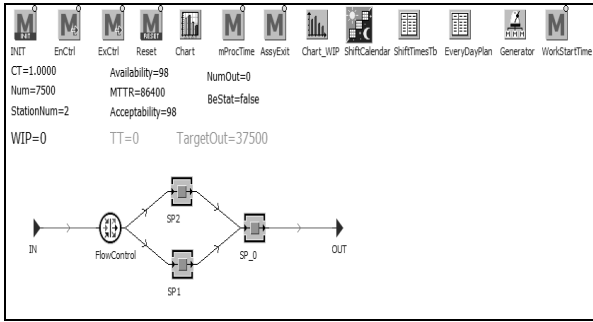 INIT EnCtrl ExCtrl Reset Chart mProcTime AssyExit Chart_WIP ShiftCalendar ShiftTimesTb EveryDayPlan Generator WorkStartTime
CT=1.0000 Availability=98 NumOut=0
Num=7500 MTTR=86400 BeStat=false
StationNum=2 Acceptability=98
WIP=0 TT=0 TargetOut=37500
SP2
IN FlowControl SP_0 OUT
SP1